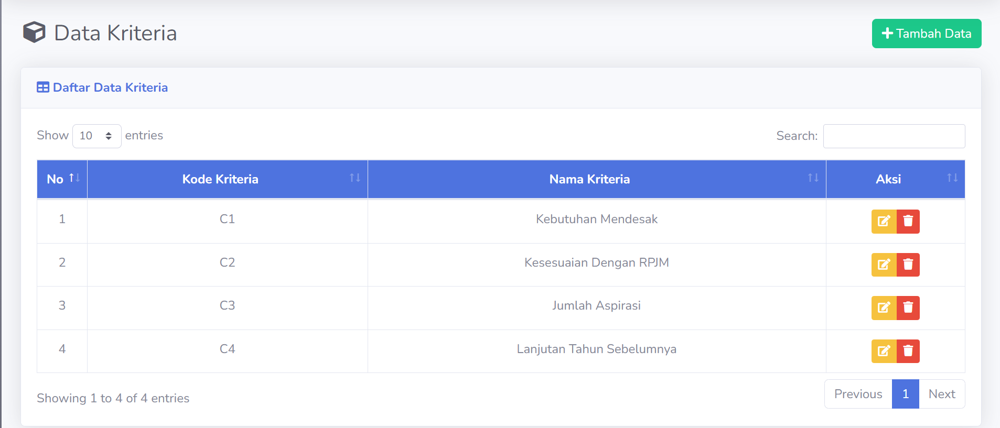 Data Kriteria
Tambah Data
Daftar Data Kriteria
Show 10 entries
Search:
No Kode Kriteria Nama Kriteria Aksi
1 C1 Kebutuhan Mendesak
2 C2 Kesesuaian Dengan RPJM
3 C3 Jumlah Aspirasi
4 C4 Lanjutan Tahun Sebelumnya
Showing 1 to 4 of 4 entries
Previous 1 Next